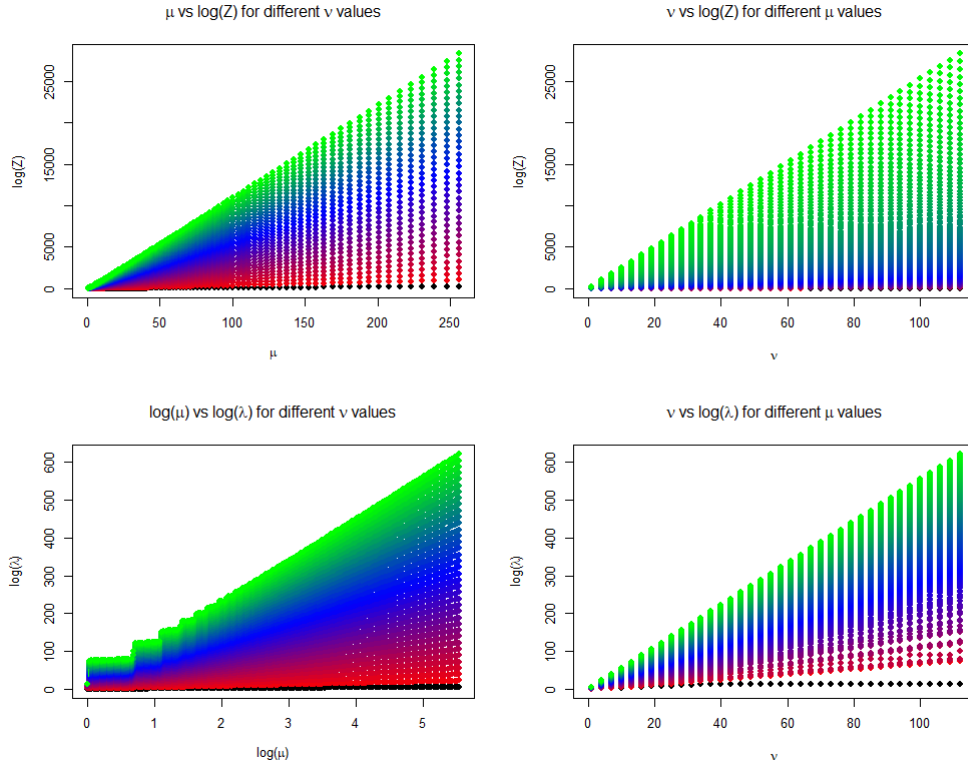 μ vs log(Z) for different ν values
ν vs log(Z) for different μ values
log(Z)
25000
15000
5000
0
0 50 100 150 200 250
μ
log(Z)
25000
15000
5000
0
0 20 40 60 80 100
ν
log(μ) vs log(λ) for different ν values
ν vs log(λ) for different μ values
log(λ)
600
500
400
300
200
100
0
0 1 2 3 4 5
log(μ)
log(λ)
600
500
400
300
200
100
0
0 20 40 60 80 100
ν